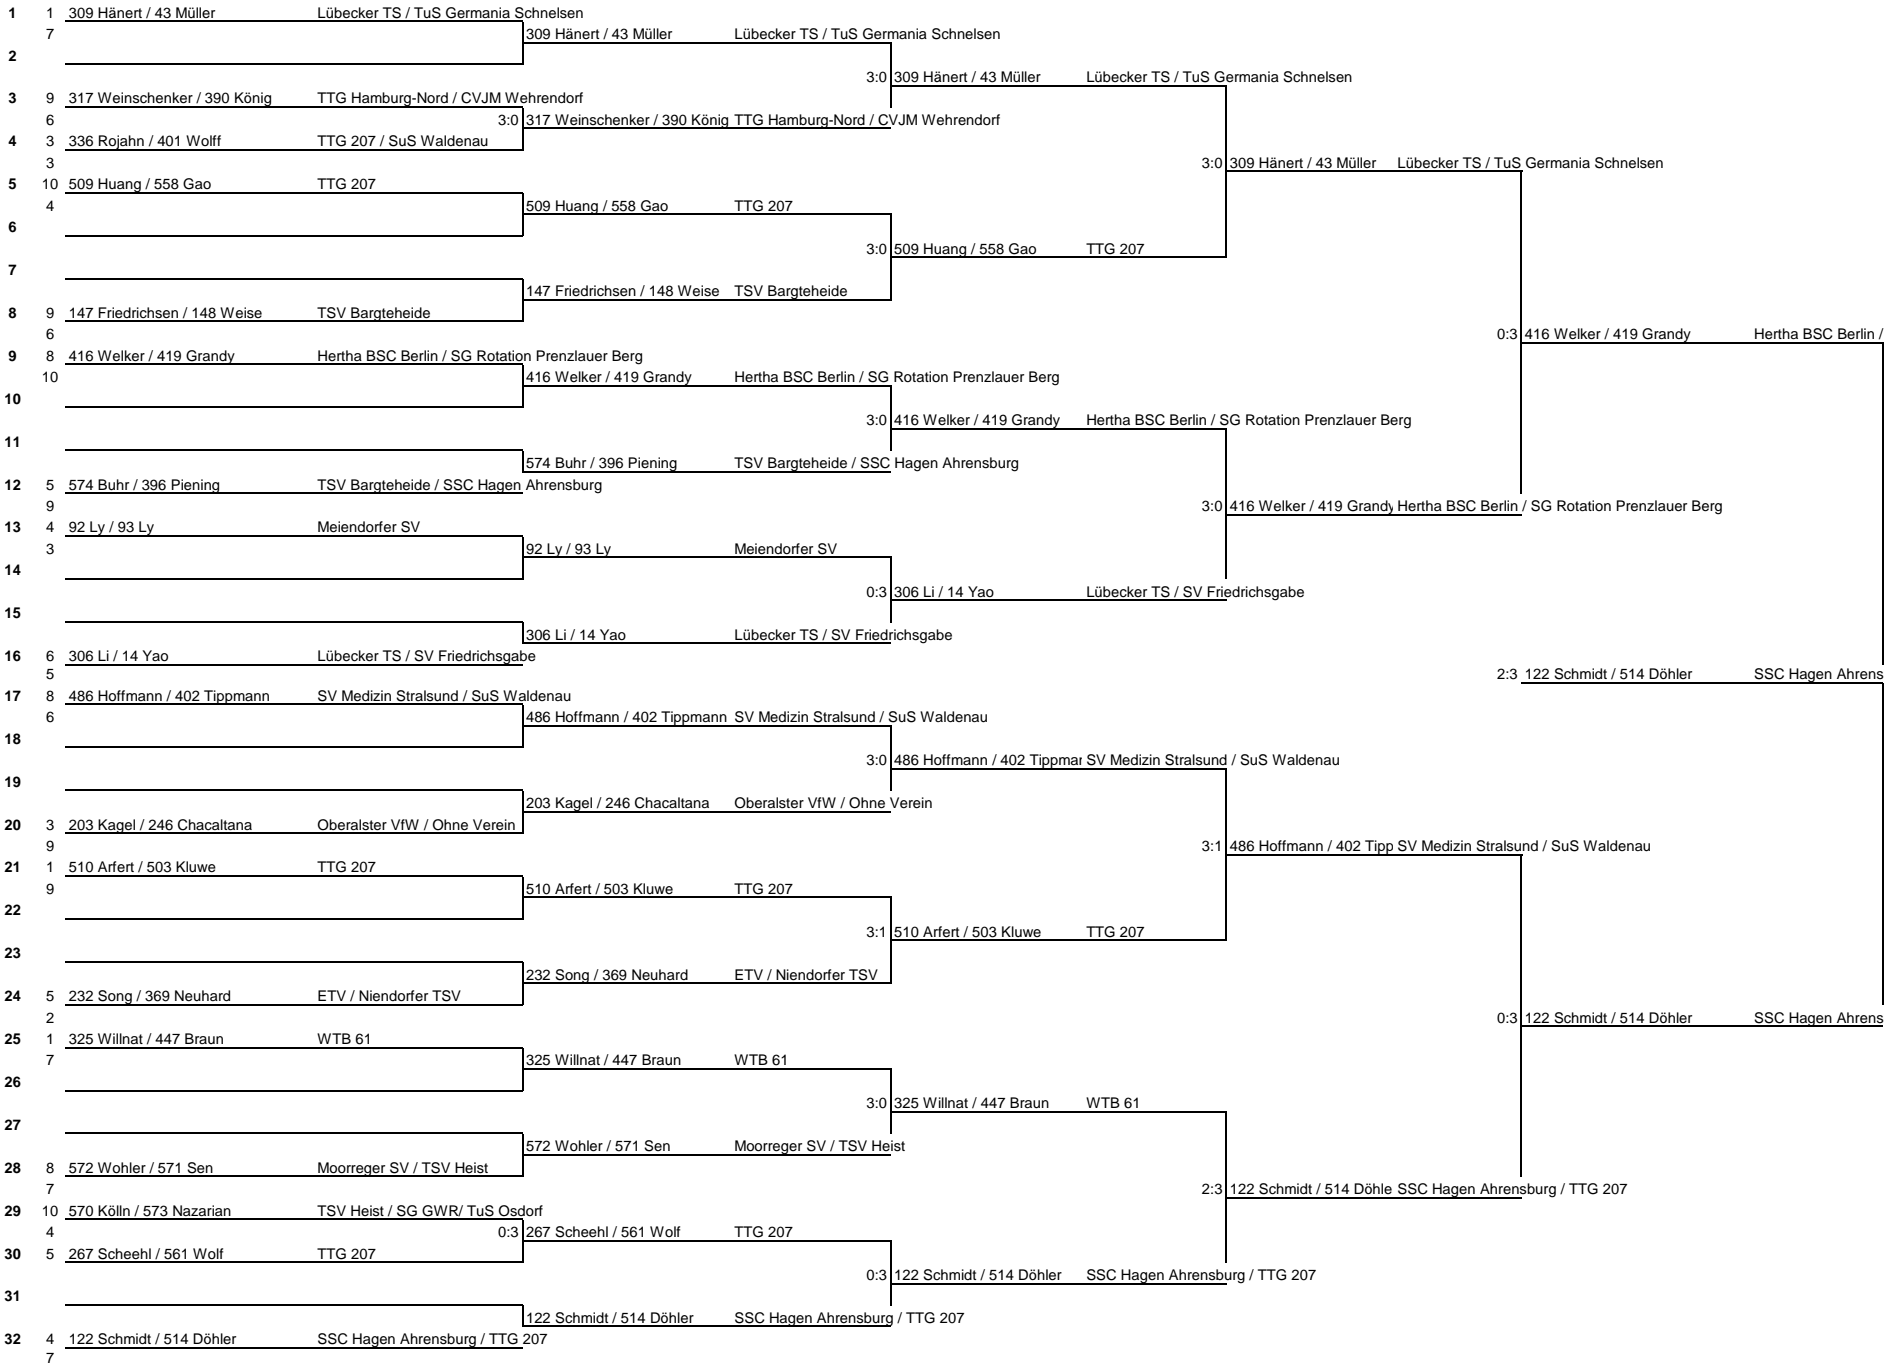 1 1 309 Hänert / 43 Müller Lübecker TS / TuS Germania Schnelsen
7 309 Hänert / 43 Müller Lübecker TS / TuS Germania Schnelsen
2
3:0 309 Hänert / 43 Müller Lübecker TS / TuS Germania Schnelsen
3 9 317 Weinschenker / 390 König TTG Hamburg-Nord / CVJM Wehrendorf
6 3:0 317 Weinschenker / 390 König TTG Hamburg-Nord / CVJM Wehrendorf
4 3 336 Rojahn / 401 Wolff TTG 207 / SuS Waldenau
3 3:0 309 Hänert / 43 Müller Lübecker TS / TuS Germania Schnelsen
5 10 509 Huang / 558 Gao TTG 207
4 509 Huang / 558 Gao TTG 207
6
3:0 509 Huang / 558 Gao TTG 207
7
147 Friedrichsen / 148 Weise TSV Bargteheide
8 9 147 Friedrichsen / 148 Weise TSV Bargteheide
6 0:3 416 Welker / 419 Grandy Hertha BSC Berlin /
9 8 416 Welker / 419 Grandy Hertha BSC Berlin / SG Rotation Prenzlauer Berg
10 416 Welker / 419 Grandy Hertha BSC Berlin / SG Rotation Prenzlauer Berg
10
3:0 416 Welker / 419 Grandy Hertha BSC Berlin / SG Rotation Prenzlauer Berg
11
574 Buhr / 396 Piening TSV Bargteheide / SSC Hagen Ahrensburg
12 5 574 Buhr / 396 Piening TSV Bargteheide / SSC Hagen Ahrensburg
9 3:0 416 Welker / 419 Grandy Hertha BSC Berlin / SG Rotation Prenzlauer Berg
13 4 92 Ly / 93 Ly Meiendorfer SV
3 92 Ly / 93 Ly Meiendorfer SV
14
0:3 306 Li / 14 Yao Lübecker TS / SV Friedrichsgabe
15
306 Li / 14 Yao Lübecker TS / SV Friedrichsgabe
16 6 306 Li / 14 Yao Lübecker TS / SV Friedrichsgabe
5 2:3 122 Schmidt / 514 Döhler SSC Hagen Ahrens
17 8 486 Hoffmann / 402 Tippmann SV Medizin Stralsund / SuS Waldenau
6 486 Hoffmann / 402 Tippmann SV Medizin Stralsund / SuS Waldenau
18
3:0 486 Hoffmann / 402 Tippmar SV Medizin Stralsund / SuS Waldenau
19
203 Kagel / 246 Chacaltana Oberalster VfW / Ohne Verein
20 3 203 Kagel / 246 Chacaltana Oberalster VfW / Ohne Verein
9 3:1 486 Hoffmann / 402 Tipp SV Medizin Stralsund / SuS Waldenau
21 1 510 Arfert / 503 Kluwe TTG 207
9 510 Arfert / 503 Kluwe TTG 207
22
3:1 510 Arfert / 503 Kluwe TTG 207
23
232 Song / 369 Neuhard ETV / Niendorfer TSV
24 5 232 Song / 369 Neuhard ETV / Niendorfer TSV
2 0:3 122 Schmidt / 514 Döhler SSC Hagen Ahrens
25 1 325 Willnat / 447 Braun WTB 61
7 325 Willnat / 447 Braun WTB 61
26
3:0 325 Willnat / 447 Braun WTB 61
27
572 Wohler / 571 Sen Moorreger SV / TSV Heist
28 8 572 Wohler / 571 Sen Moorreger SV / TSV Heist
7 2:3 122 Schmidt / 514 Döhle SSC Hagen Ahrensburg / TTG 207
29 10 570 Kölln / 573 Nazarian TSV Heist / SG GWR/ TuS Osdorf
4 0:3 267 Scheehl / 561 Wolf TTG 207
30 5 267 Scheehl / 561 Wolf TTG 207
0:3 122 Schmidt / 514 Döhler SSC Hagen Ahrensburg / TTG 207
31
122 Schmidt / 514 Döhler SSC Hagen Ahrensburg / TTG 207
32 4 122 Schmidt / 514 Döhler SSC Hagen Ahrensburg / TTG 207
7